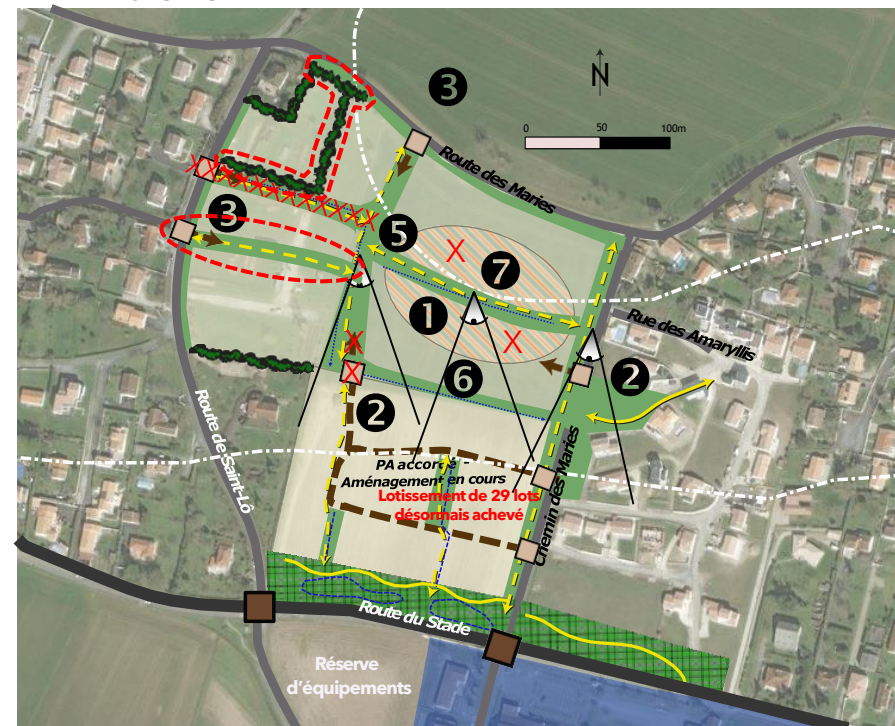 3
N
0 50 100m
Route des Maries
3
5
7
1
Rue des Amaryllis
6
2
2
Route de Saint-Lô
PA accordé -
Aménagement en cours
Lotissement de 29 lots
désormais achevé
Chemin des Maries
Route du Stade
Réserve
d'équipements